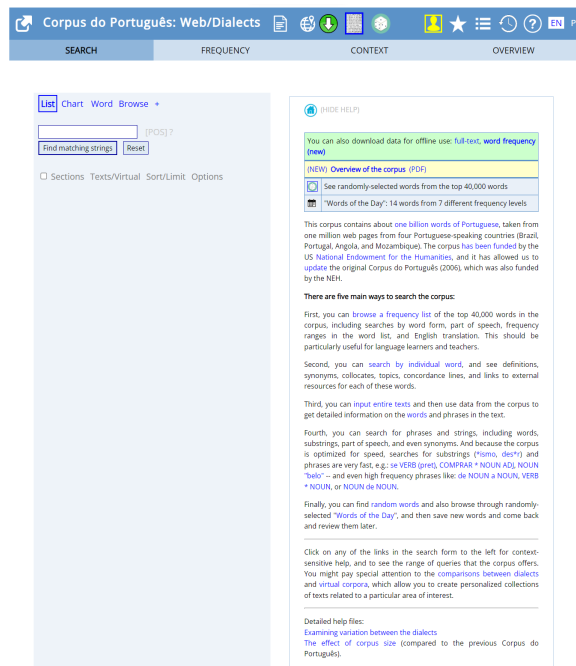 Corpus do Português: Web/Dialects
EN
P
SEARCH FREQUENCY CONTEXT OVERVIEW
List Chart Word Browse +
[POS] ?
Find matching strings Reset
Sections Texts/Virtual Sort/Limit Options
(HIDE HELP)
You can also download data for offline use: full-text, word frequency
(new)
(NEW) Overview of the corpus (PDF)
See randomly-selected words from the top 40,000 words
"Words of the Day": 14 words from 7 different frequency levels
This corpus contains about one billion words of Portuguese, taken from
one million web pages from four Portuguese-speaking countries (Brazil,
Portugal, Angola, and Mozambique). The corpus has been funded by the
US National Endowment for the Humanities, and it has allowed us to
update the original Corpus do Português (2006), which was also funded
by the NEH.
There are five main ways to search the corpus:
First, you can browse a frequency list of the top 40,000 words in the
corpus, including searches by word form, part of speech, frequency
ranges in the word list, and English translation. This should be
particularly useful for language learners and teachers.
Second, you can search by individual word, and see definitions,
synonyms, collocates, topics, concordance lines, and links to external
resources for each of these words.
Third, you can input entire texts and then use data from the corpus to
get detailed information on the words and phrases in the text.
Fourth, you can search for phrases and strings, including words,
substrings, part of speech, and even synonyms. And because the corpus
is optimized for speed, searches for substrings (*ismo, des*r) and
phrases are very fast, e.g.: se VERB (pret), COMPRAR * NOUN ADJ, NOUN
"belo" -- and even high frequency phrases like: de NOUN a NOUN, VERB
* NOUN, or NOUN de NOUN.
Finally, you can find random words and also browse through randomly-
selected "Words of the Day", and then save new words and come back
and review them later.
Click on any of the links in the search form to the left for context-
sensitive help, and to see the range of queries that the corpus offers.
You might pay special attention to the comparisons between dialects
and virtual corpora, which allow you to create personalized collections
of texts related to a particular area of interest.
Detailed help files:
Examining variation between the dialects
The effect of corpus size (compared to the previous Corpus do
Português).